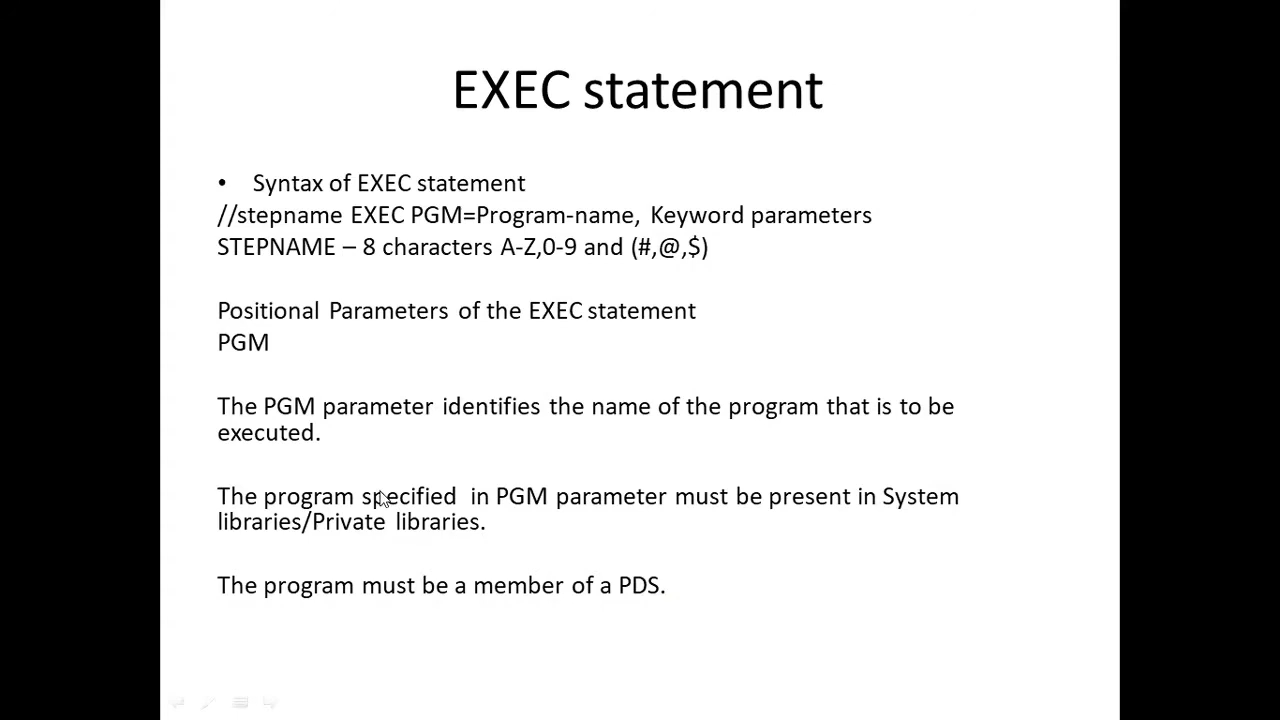 EXEC statement
• Syntax of EXEC statement
//stepname EXEC PGM=Program-name, Keyword parameters
STEPNAME – 8 characters A-Z,0-9 and (#,@,$)
Positional Parameters of the EXEC statement
PGM
The PGM parameter identifies the name of the program that is to be
executed.
The program specified in PGM parameter must be present in System
libraries/Private libraries.
The program must be a member of a PDS.